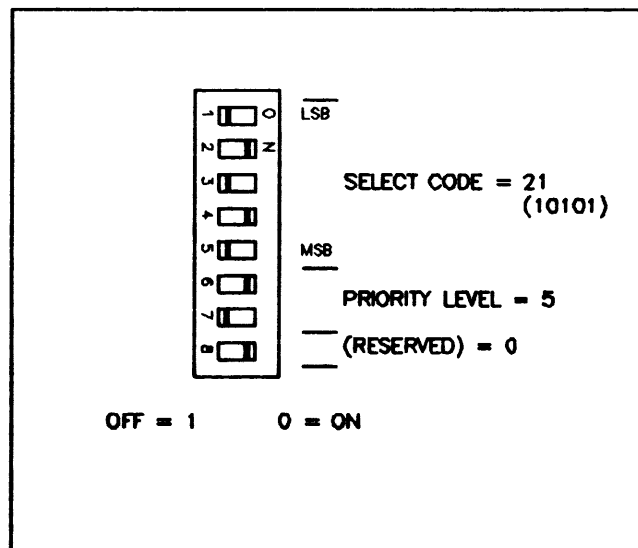 1 O LSB
2 N
3 SELECT CODE = 21
4 (10101)
5 MSB
6
PRIORITY LEVEL = 5
7
8 (RESERVED) = 0
OFF = 1 0 = ON